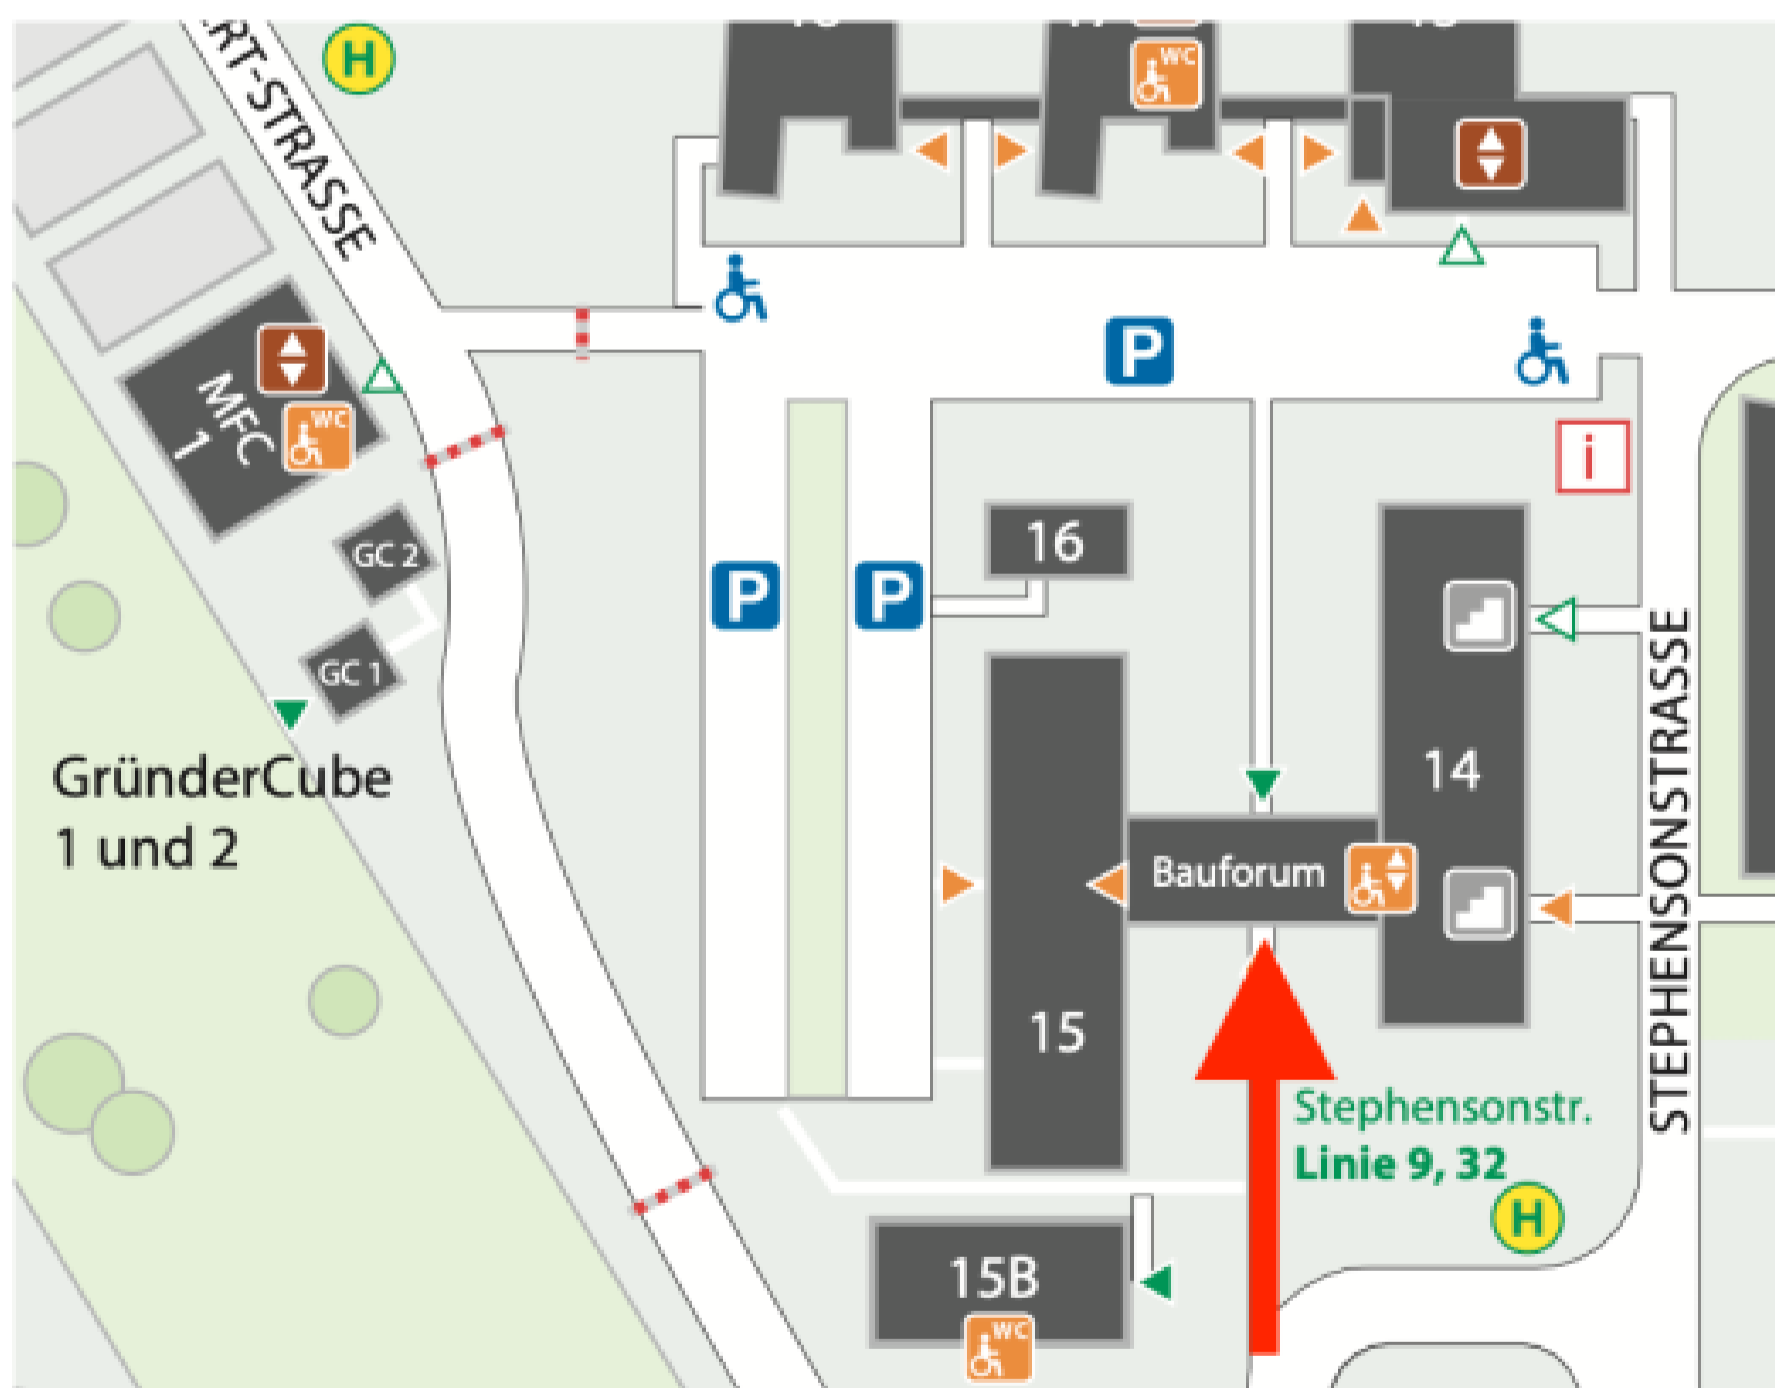 H
ERT-STRASSE
WC
MFC
1
WC
P
i
GC 2
16
P
P
GC 1
GründerCube
1 und 2
14
Bauforum
15
STEPHENSONSTRASSE
Stephensonstr.
Linie 9, 32
H
15B
WC